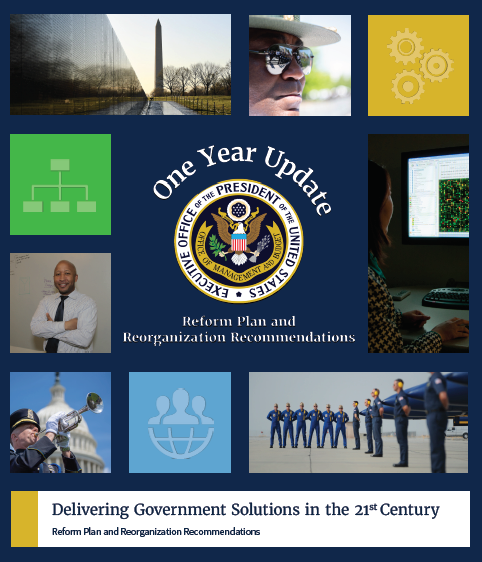 One Year Update
EXECUTIVE OFFICE OF THE PRESIDENT OF THE UNITED STATES
OFFICE OF MANAGEMENT AND BUDGET
Reform Plan and
Reorganization Recommendations
Delivering Government Solutions in the 21st Century
Reform Plan and Reorganization Recommendations